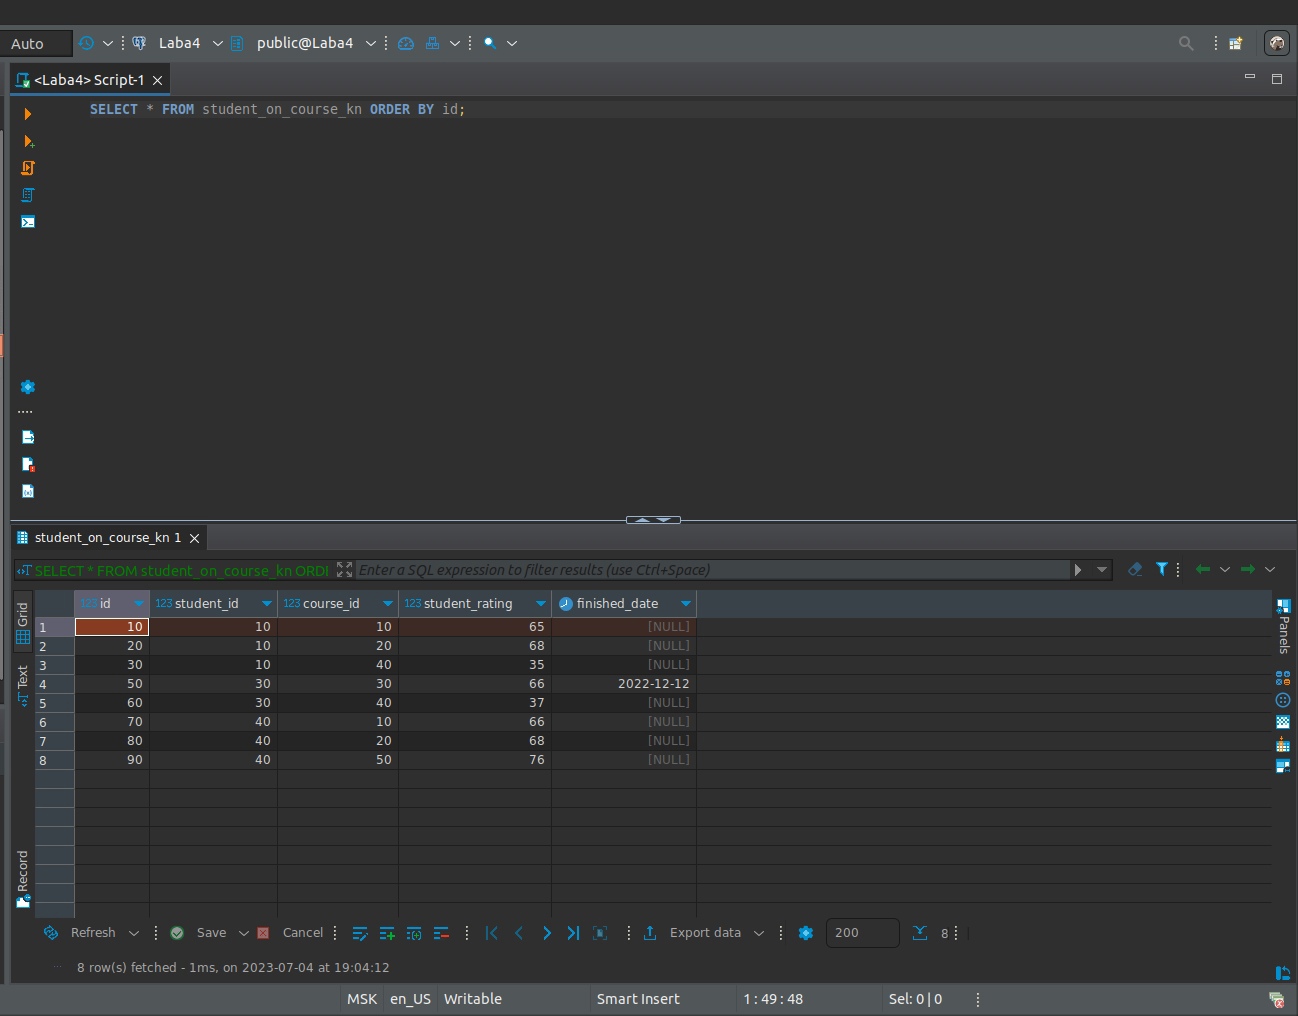 Auto Laba4 public@Laba4
<Laba4> Script-1
SELECT * FROM student_on_course_kn ORDER BY id;
student_on_course_kn 1
SELECT * FROM student_on_course_kn ORDI Enter a SQL expression to filter results (use Ctrl+Space)
Grid
Text
Record
Panels
123 id 123 student_id 123 course_id 123 student_rating finished_date
1 10 10 10 65 [NULL]
2 20 10 20 68 [NULL]
3 30 10 40 35 [NULL]
4 50 30 30 66 2022-12-12
5 60 30 40 37 [NULL]
6 70 40 10 66 [NULL]
7 80 40 20 68 [NULL]
8 90 40 50 76 [NULL]
Refresh Save Cancel Export data 200 8
8 row(s) fetched - 1ms, on 2023-07-04 at 19:04:12
MSK en_US Writable Smart Insert 1 : 49 : 48 Sel: 0 | 0